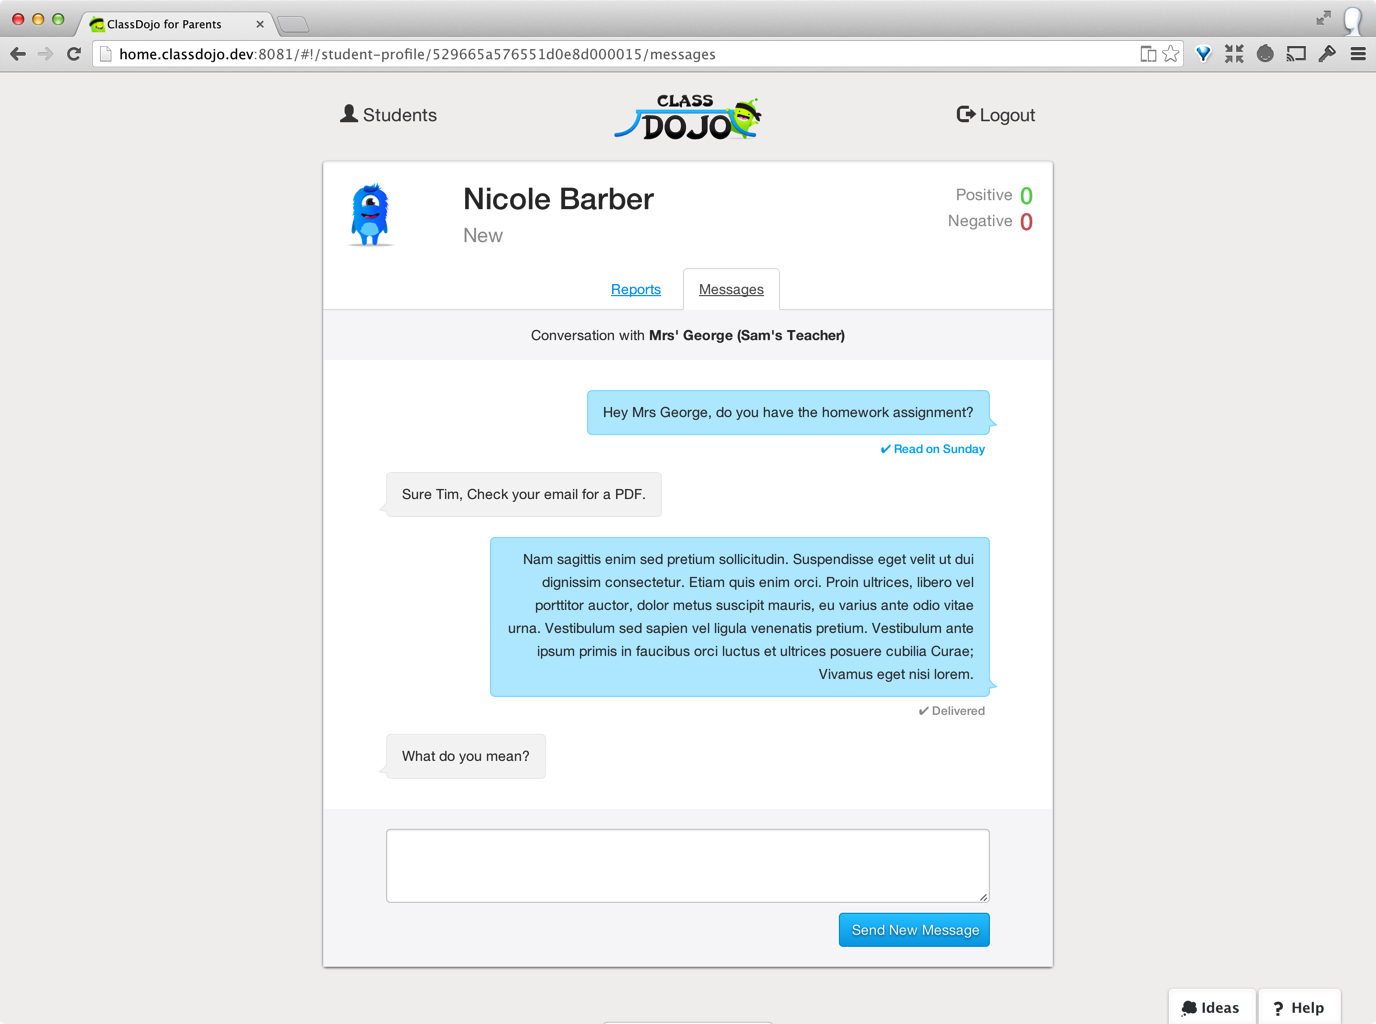 ClassDojo for Parents
home.classdojo.dev:8081/#!/student-profile/529665a576551d0e8d000015/messages
Students
CLASS
DOJO
Logout
Nicole Barber
New
Positive 0
Negative 0
Reports
Messages
Conversation with Mrs' George (Sam's Teacher)
Hey Mrs George, do you have the homework assignment?
✔ Read on Sunday
Sure Tim, Check your email for a PDF.
Nam sagittis enim sed pretium sollicitudin. Suspendisse eget velit ut dui
dignissim consectetur. Etiam quis enim orci. Proin ultrices, libero vel
porttitor auctor, dolor metus suscipit mauris, eu varius ante odio vitae
urna. Vestibulum sed sapien vel ligula venenatis pretium. Vestibulum ante
ipsum primis in faucibus orci luctus et ultrices posuere cubilia Curae;
Vivamus eget nisi lorem.
✔ Delivered
What do you mean?
Send New Message
Ideas
? Help